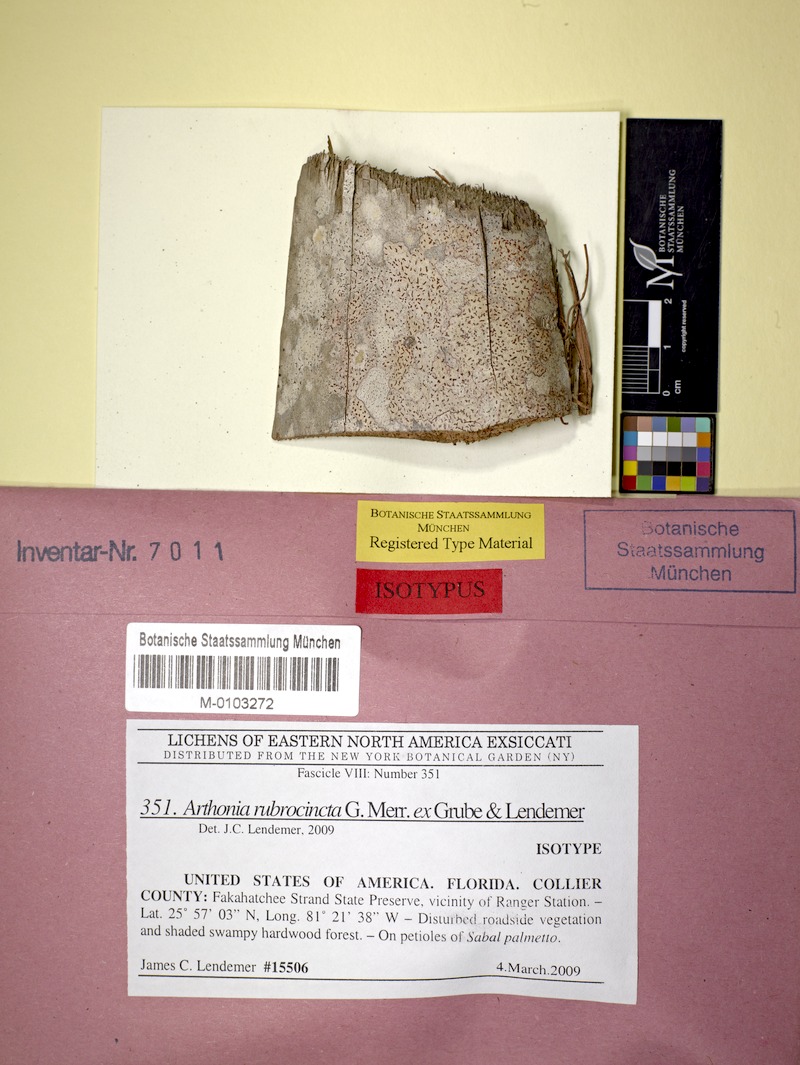 BOTANISCHE
STAATSSAMMLUNG
MÜNCHEN
M
copyright reserved
0 1 2
cm
BOTANISCHE STAATSSAMMLUNG
MÜNCHEN
Registered Type Material
ISOTYPUS
Inventar-Nr. 7011
Botanische
Staatssammlung
München
Botanische Staatssammlung München
M-0103272
LICHENS OF EASTERN NORTH AMERICA EXSICCATI
DISTRIBUTED FROM THE NEW YORK BOTANICAL GARDEN (NY)
Fascicle VIII: Number 351
351. Arthonia rubrocincta G. Merr. ex Grube & Lendemer
Det. J.C. Lendemer, 2009
ISOTYPE
UNITED STATES OF AMERICA. FLORIDA. COLLIER
COUNTY: Fakahatchee Strand State Preserve, vicinity of Ranger Station. –
Lat. 25° 57' 03" N, Long. 81° 21' 38" W – Disturbed roadside vegetation
and shaded swampy hardwood forest. – On petioles of Sabal palmetto.
James C. Lendemer #15506 4.March.2009